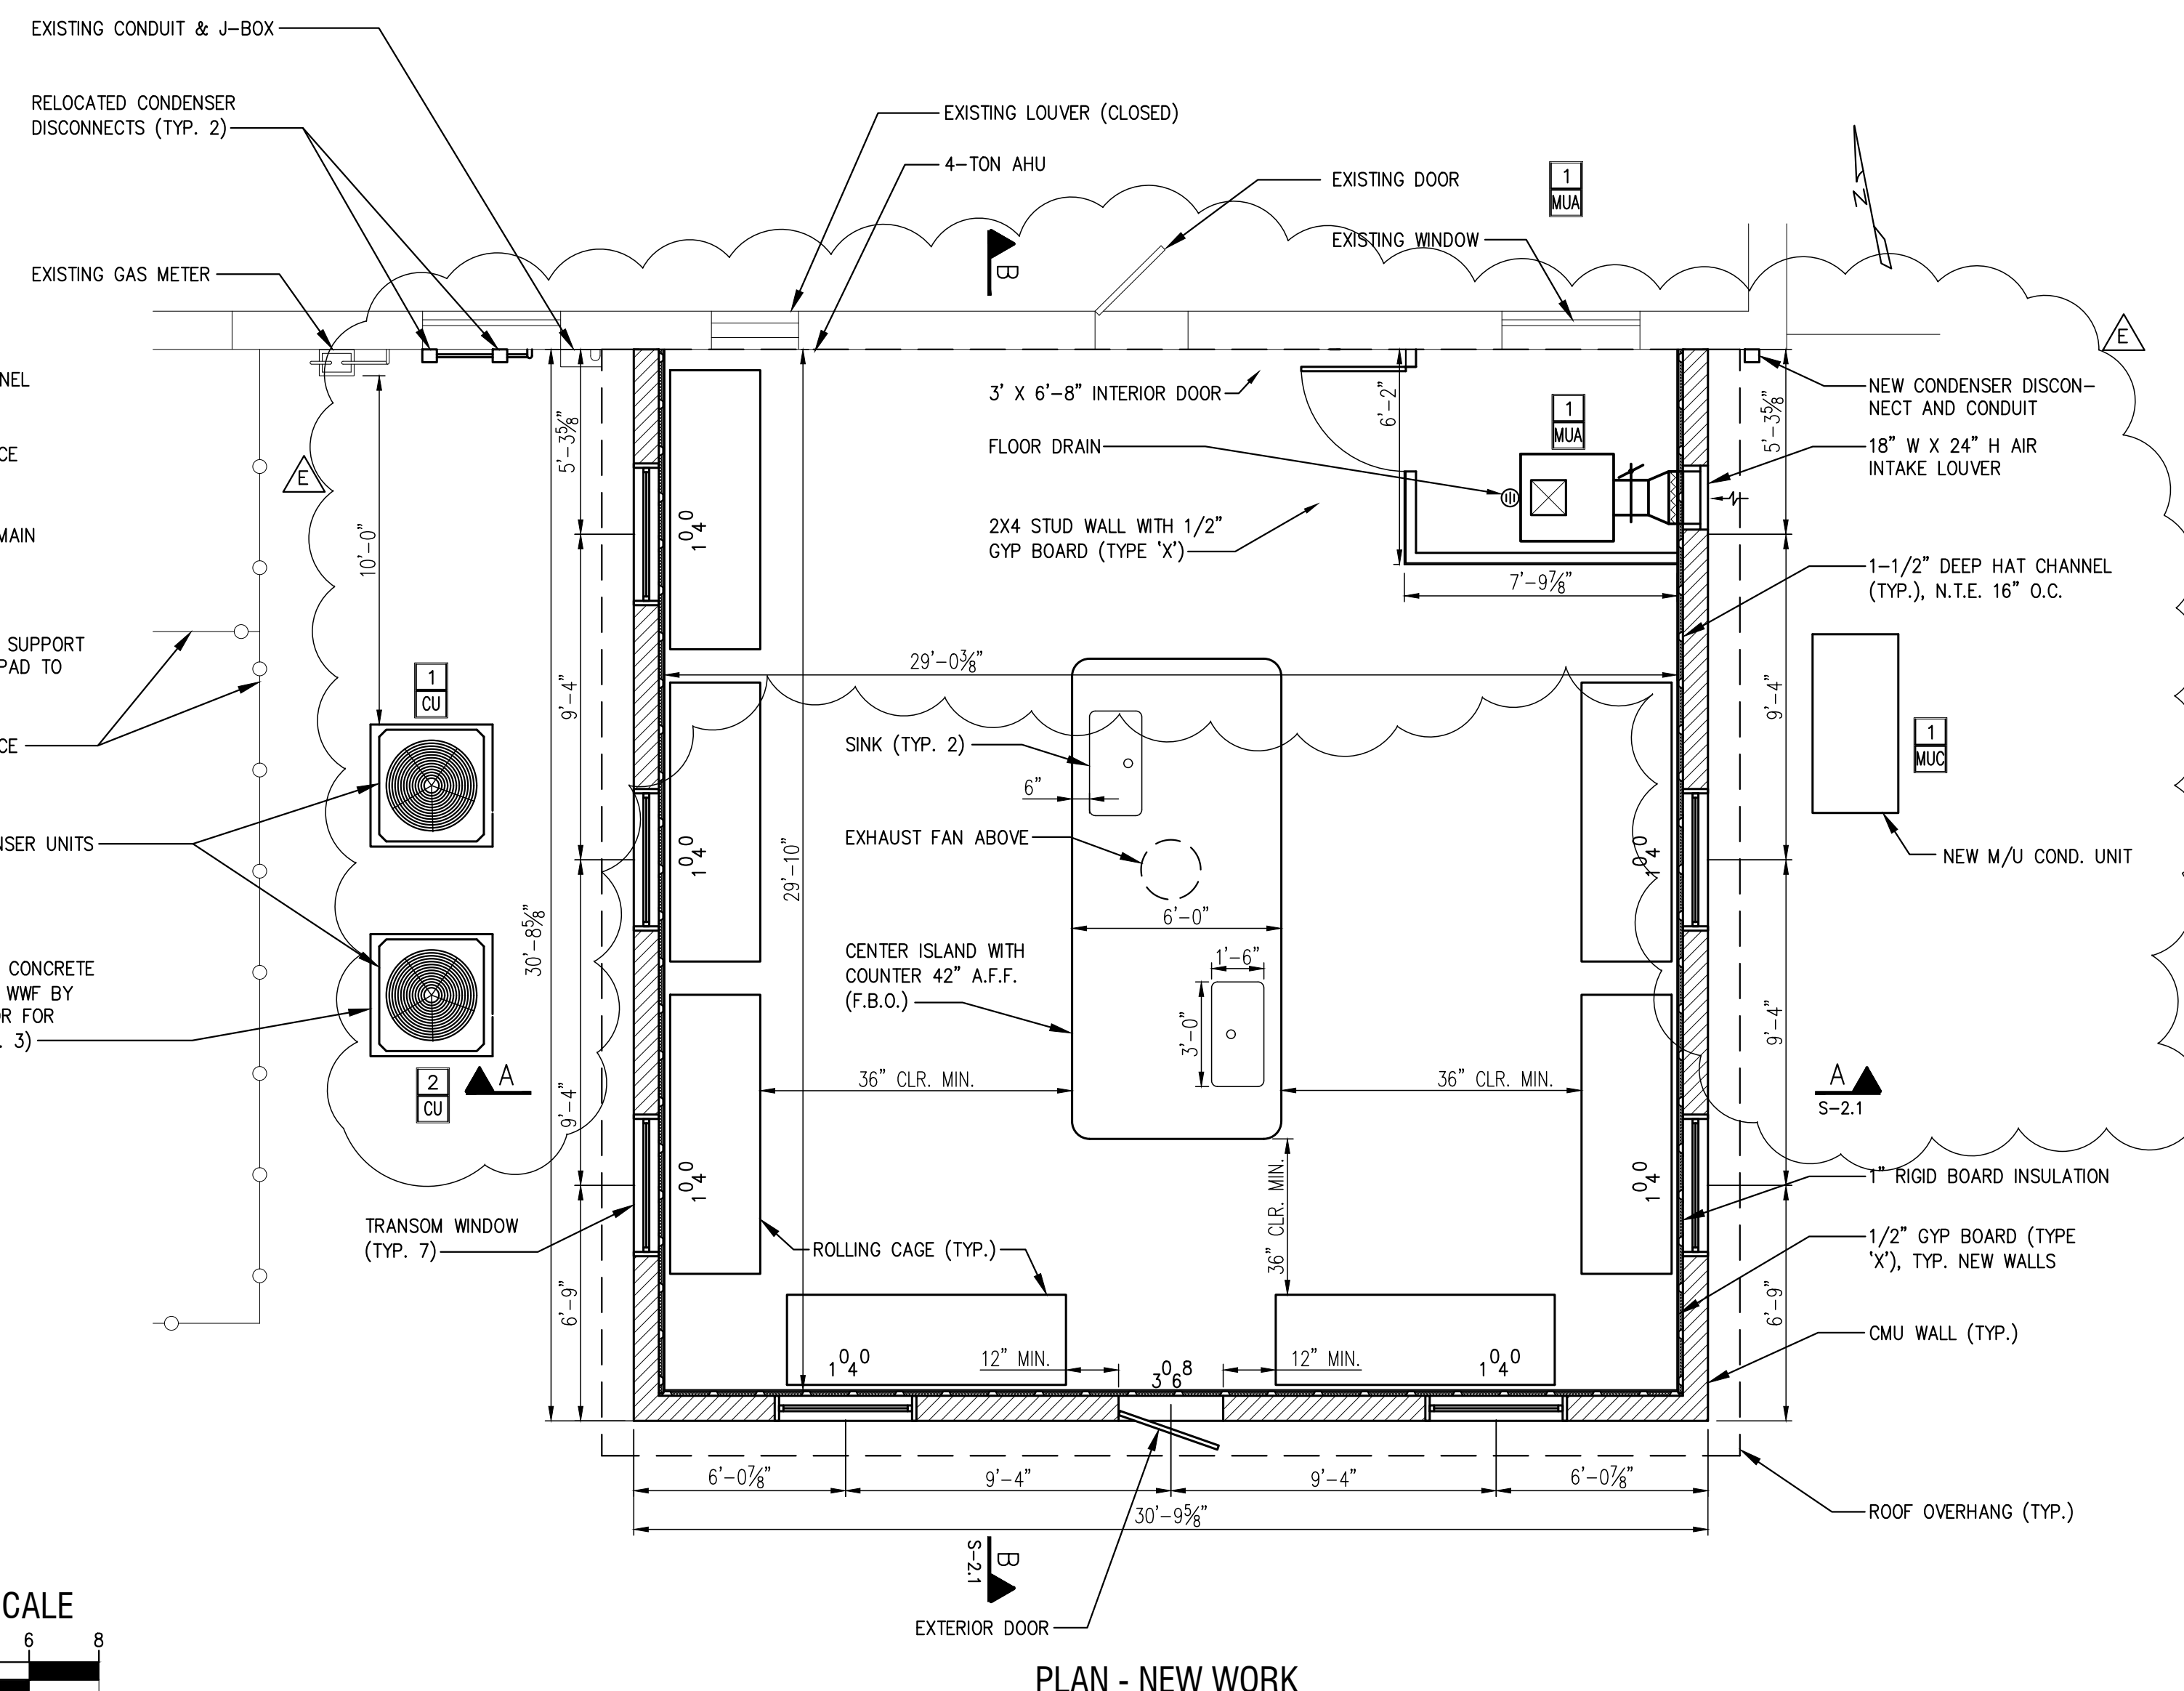 EXISTING CONDUIT & J-BOX
RELOCATED CONDENSER
DISCONNECTS (TYP. 2)
EXISTING GAS METER
EXISTING LOUVER (CLOSED)
4-TON AHU
EXISTING DOOR
EXISTING WINDOW
1
MUA
N
B
E
E
NEL
CE
MAIN
SUPPORT
PAD TO
CE
NSER UNITS
CONCRETE
WWF BY
OR FOR
. 3)
10'-0"
1
CU
2
CU
A
5'-3⅝"
9'-4"
9'-4"
6'-9"
30'-8⅝"
29'-10"
TRANSOM WINDOW
(TYP. 7)
3' X 6'-8" INTERIOR DOOR
FLOOR DRAIN
2X4 STUD WALL WITH 1/2"
GYP BOARD (TYPE 'X')
6'-2"
1
MUA
7'-9⅞"
29'-0⅜"
SINK (TYP. 2)
6"
EXHAUST FAN ABOVE
6'-0"
CENTER ISLAND WITH
COUNTER 42" A.F.F.
(F.B.O.)
1'-6"
3'-0"
36" CLR. MIN.
36" CLR. MIN.
36" CLR. MIN.
ROLLING CAGE (TYP.)
1040
1040
1040
1040
1040
1040
1040
12" MIN.
3068
12" MIN.
NEW CONDENSER DISCON-
NECT AND CONDUIT
18" W X 24" H AIR
INTAKE LOUVER
1-1/2" DEEP HAT CHANNEL
(TYP.), N.T.E. 16" O.C.
5'-3⅝"
9'-4"
9'-4"
6'-9"
1
MUC
NEW M/U COND. UNIT
A
S-2.1
1" RIGID BOARD INSULATION
1/2" GYP BOARD (TYPE
'X'), TYP. NEW WALLS
CMU WALL (TYP.)
ROOF OVERHANG (TYP.)
6'-0⅞"
9'-4"
9'-4"
6'-0⅞"
30'-9⅝"
B
S-2.1
EXTERIOR DOOR
CALE
6
8
PLAN - NEW WORK